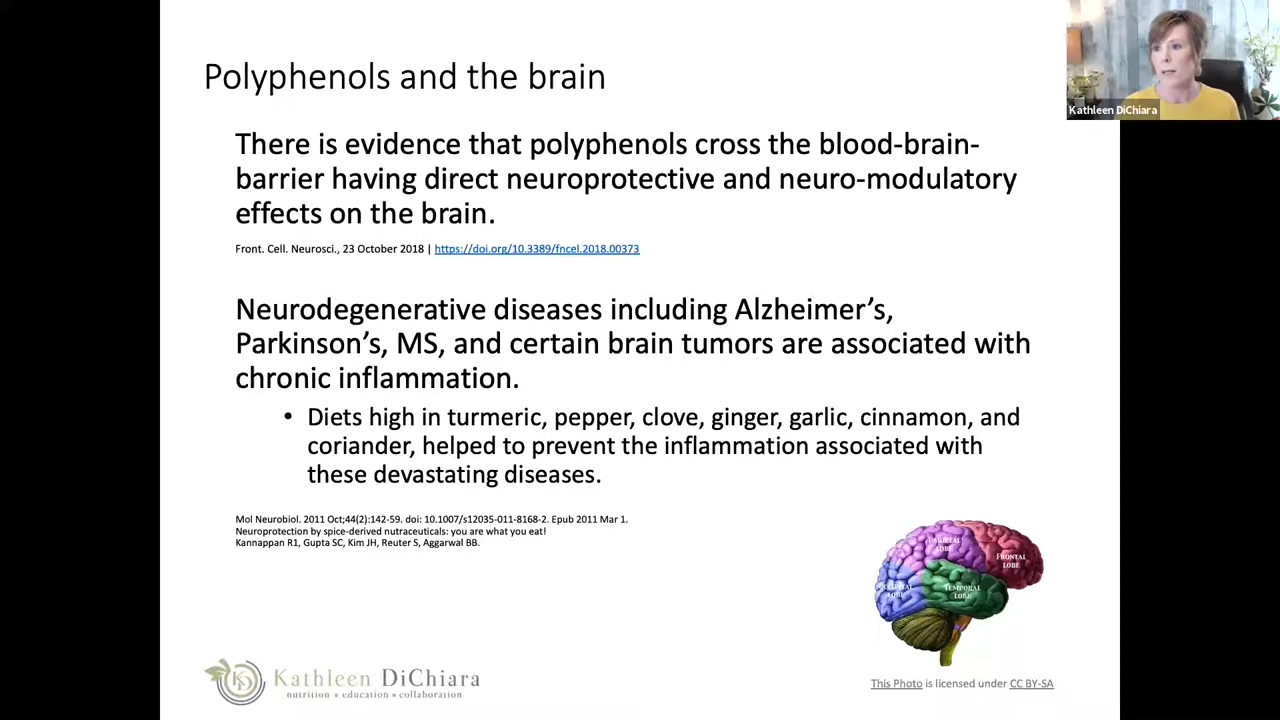 Polyphenols and the brain
Kathleen DiChiara
There is evidence that polyphenols cross the blood-brain-
barrier having direct neuroprotective and neuro-modulatory
effects on the brain.
Front. Cell. Neurosci., 23 October 2018 | https://doi.org/10.3389/fncel.2018.00373
Neurodegenerative diseases including Alzheimer’s,
Parkinson’s, MS, and certain brain tumors are associated with
chronic inflammation.
• Diets high in turmeric, pepper, clove, ginger, garlic, cinnamon, and
coriander, helped to prevent the inflammation associated with
these devastating diseases.
Mol Neurobiol. 2011 Oct;44(2):142-59. doi: 10.1007/s12035-011-8168-2. Epub 2011 Mar 1.
Neuroprotection by spice-derived nutraceuticals: you are what you eat!
Kannappan R1, Gupta SC, Kim JH, Reuter S, Aggarwal BB.
PARIETAL
LOBE
FRONTAL
LOBE
OCCIPITAL
LOBE
TEMPORAL
LOBE
Kathleen DiChiara
nutrition • education • collaboration
This Photo is licensed under CC BY-SA